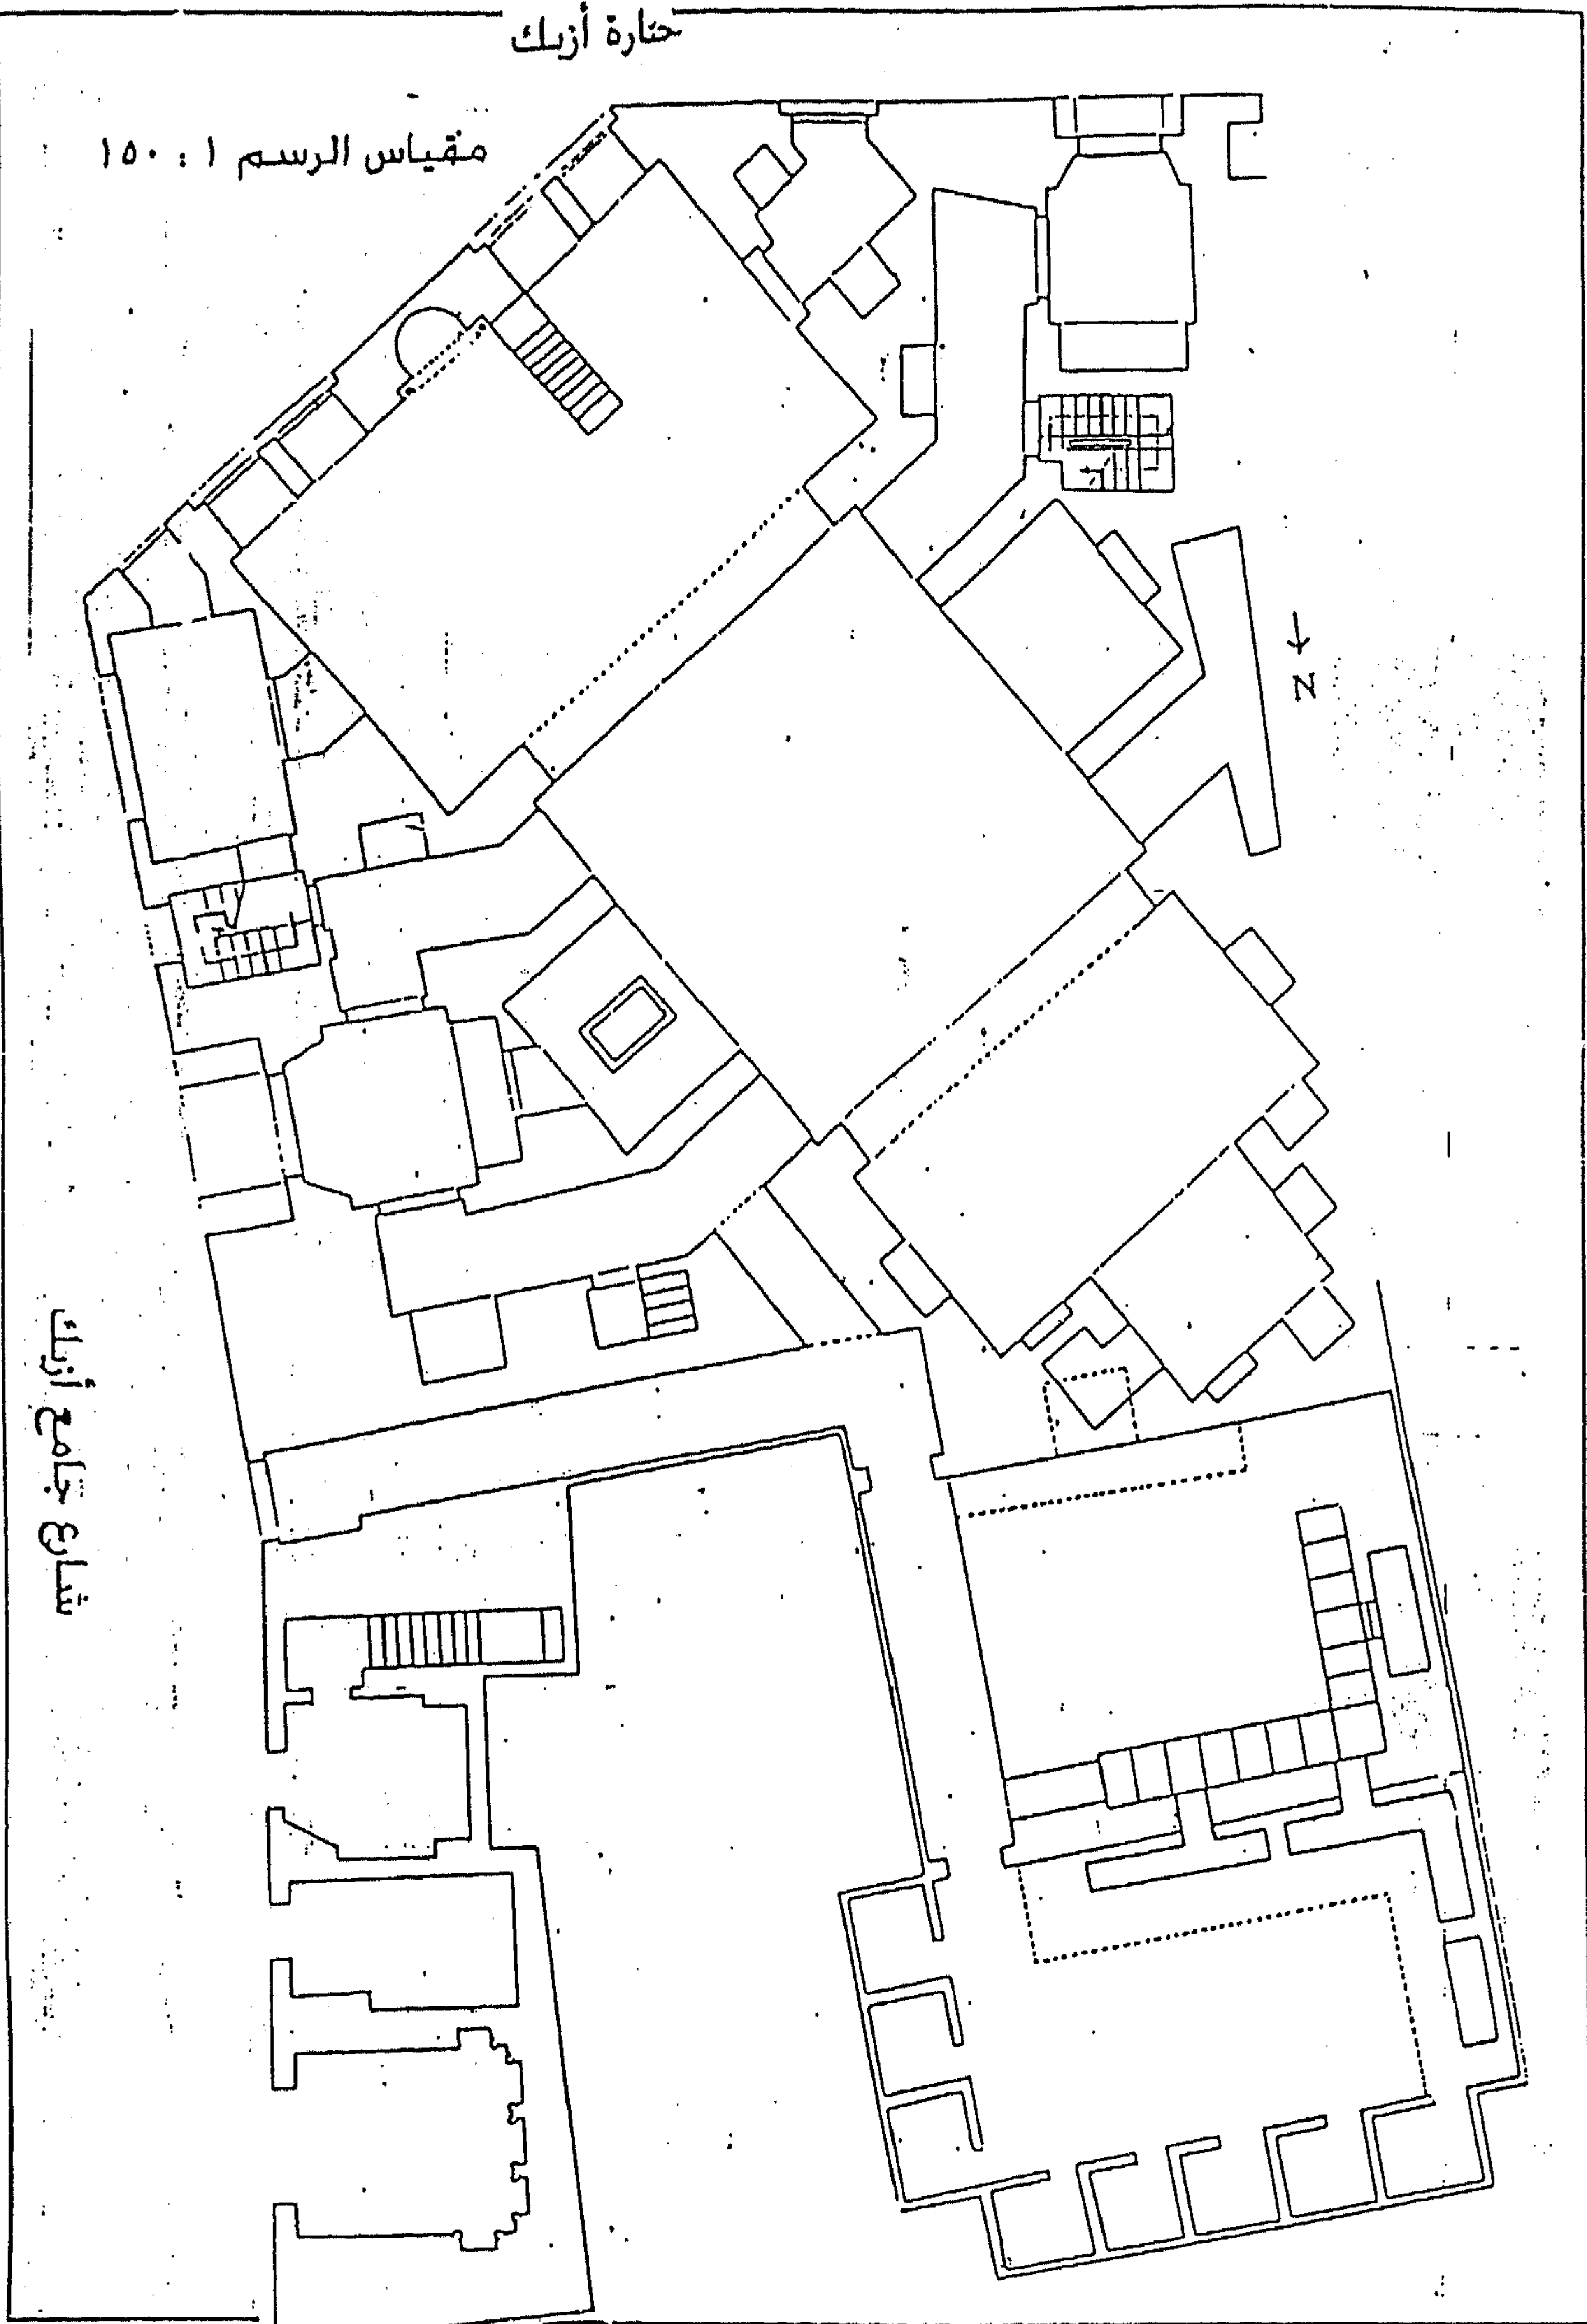 حارة أزبك
مقياس الرسم ١ : ١٥٠
N
شارع جامع أزبك